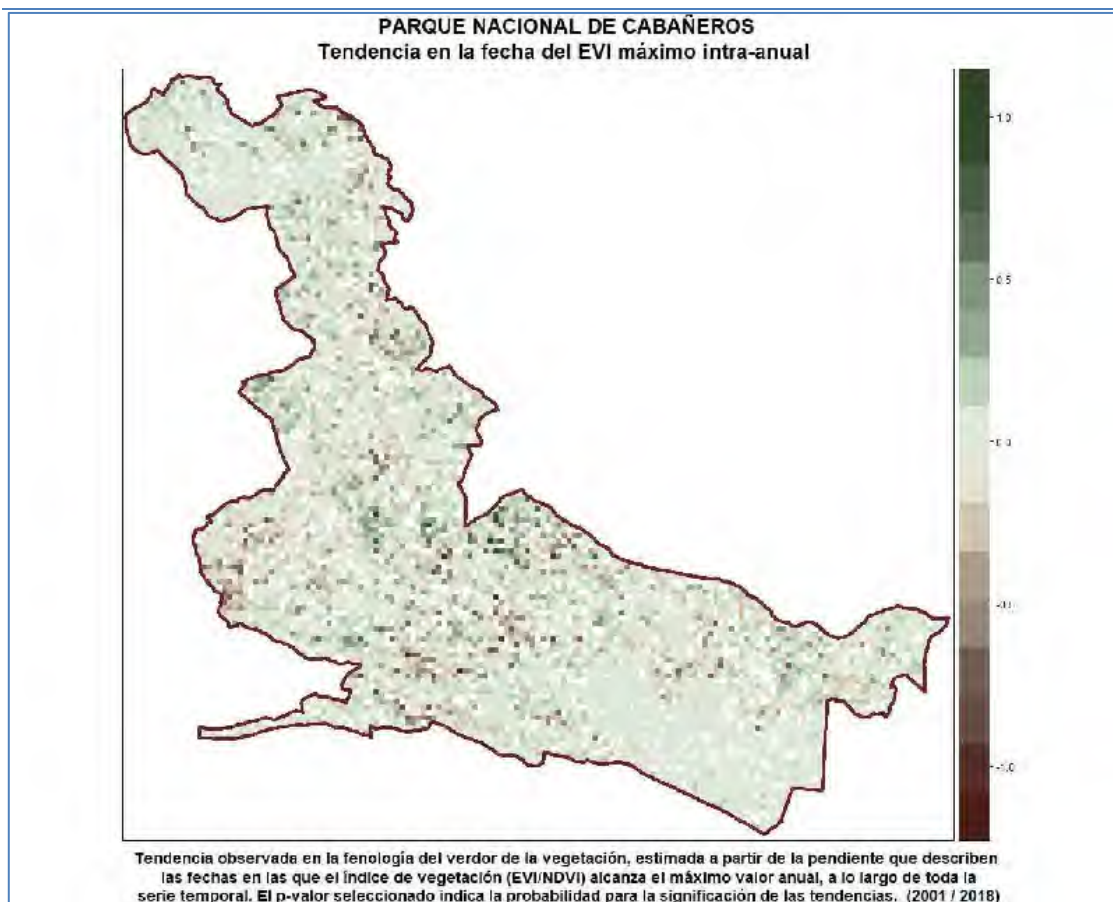 PARQUE NACIONAL DE CABAÑEROS
Tendencia en la fecha del EVI máximo intra-anual
1.0
0.5
0.0
-0.5
-1.0
Tendencia observada en la fenología del verdor de la vegetación, estimada a partir de la pendiente que describen
las fechas en las que el índice de vegetación (EVI/NDVI) alcanza el máximo valor anual, a lo largo de toda la
serie temporal. El p-valor seleccionado indica la probabilidad para la significación de las tendencias. (2001 / 2018)